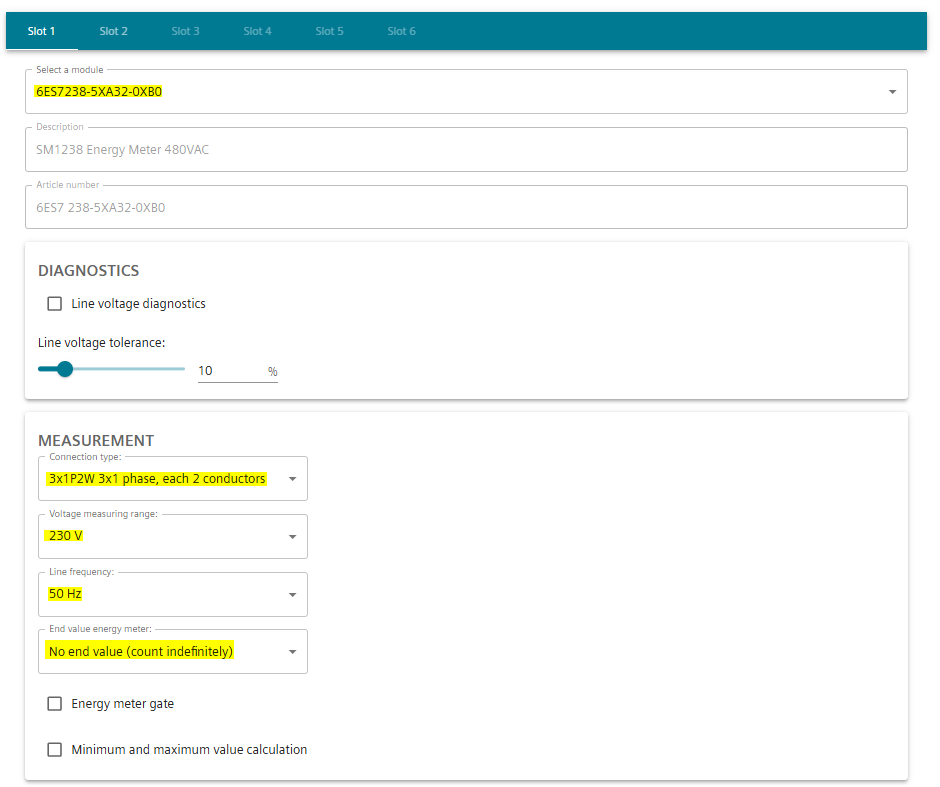 Slot 1 Slot 2 Slot 3 Slot 4 Slot 5 Slot 6
Select a module
6ES7238-5XA32-0XB0
Description
SM1238 Energy Meter 480VAC
Article number
6ES7 238-5XA32-0XB0
DIAGNOSTICS
Line voltage diagnostics
Line voltage tolerance:
10 %
MEASUREMENT
Connection type:
3x1P2W 3x1 phase, each 2 conductors
Voltage measuring range:
230 V
Line frequency:
50 Hz
End value energy meter:
No end value (count indefinitely)
Energy meter gate
Minimum and maximum value calculation